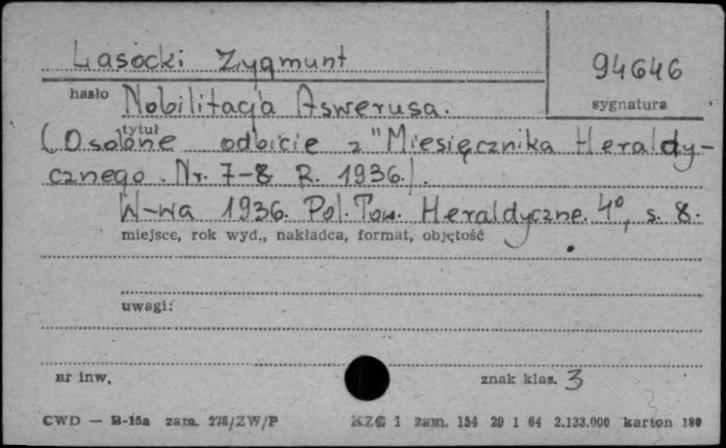 Lasocki Zygmunt
94646
hasło
sygnatura
Nobilitacja Aswerusa.
tytuł
(Osobne odbicie z "Miesięcznika Heraldy-
cznego. Nr. 7-8. R. 1936.).
W-wa 1936. Pol. Tow. Heraldyczne. 4°, s. 8.
miejsce, rok wyd., nakładca, format, objętość
uwagi:
nr inw.
znak klas. 3
CWD — B-15a zam. 278/ZW/P KZG 1 zam. 154 29 1 64 2.133.000 karton 180